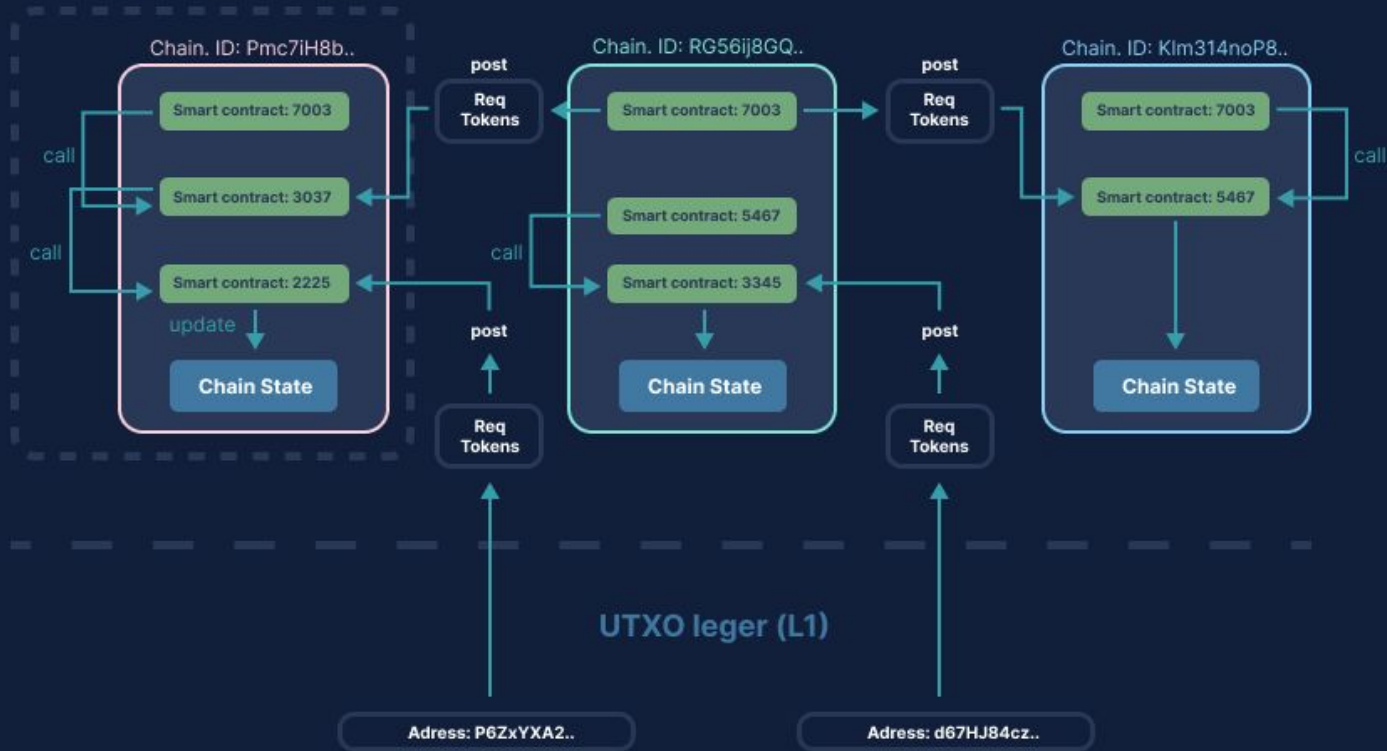 Chain. ID: Pmc7iH8b..
Chain. ID: RG56ij8GQ..
Chain. ID: Klm314noP8..
post
post
Smart contract: 7003
Req
Tokens
Smart contract: 7003
Req
Tokens
Smart contract: 7003
call
call
Smart contract: 3037
Smart contract: 5467
Smart contract: 5467
call
call
Smart contract: 2225
Smart contract: 3345
update
post
post
Chain State
Chain State
Chain State
Req
Tokens
Req
Tokens
UTXO leger (L1)
Adress: P6ZxYXA2..
Adress: d67HJ84cz..